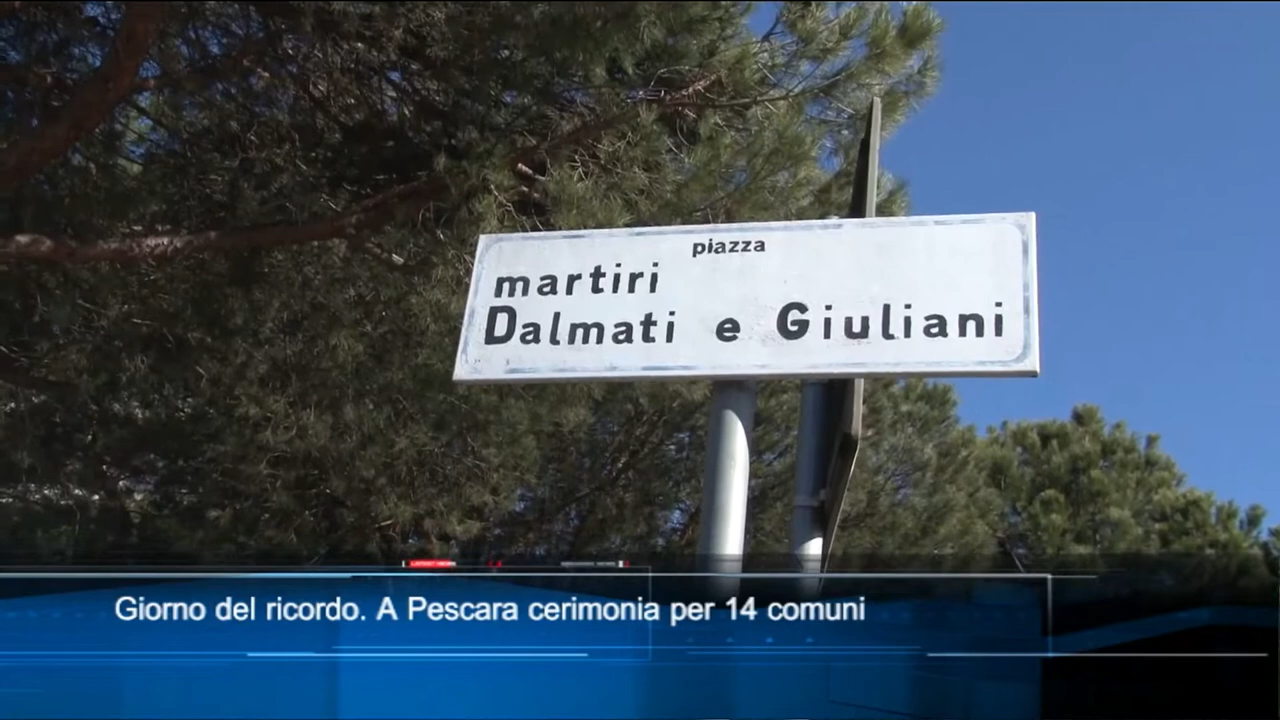 piazza
martiri
Dalmati e Giuliani
Giorno del ricordo. A Pescara cerimonia per 14 comuni